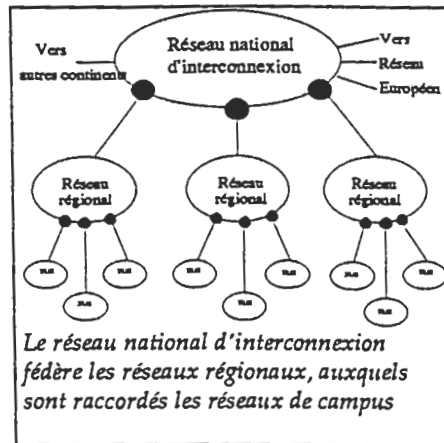 Vers
autres continents
Réseau national
d'interconnexion
Vers
Réseau
Européen
Réseau
régional
Réseau
régional
Réseau
régional
Le réseau national d'interconnexion
fédère les réseaux régionaux, auxquels
sont raccordés les réseaux de campus